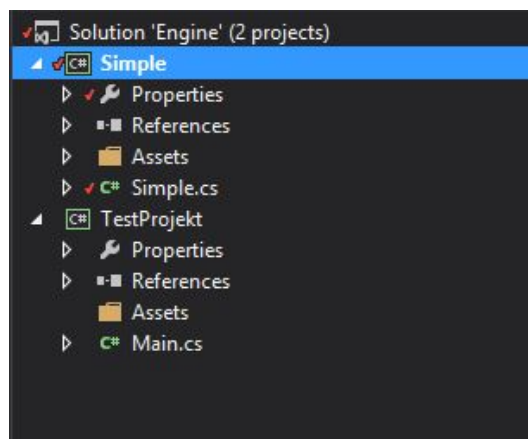 Solution 'Engine' (2 projects)
C# Simple
Properties
References
Assets
C# Simple.cs
C# TestProjekt
Properties
References
Assets
C# Main.cs